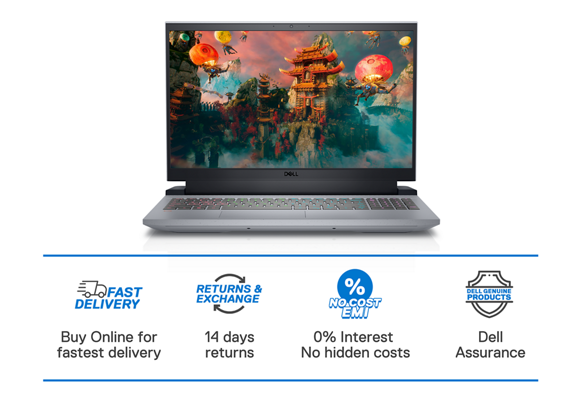 DELL
FAST
DELIVERY
RETURNS &
EXCHANGE
%
NO COST
EMI
DELL GENUINE
PRODUCTS
Buy Online for
fastest delivery
14 days
returns
0% Interest
No hidden costs
Dell
Assurance